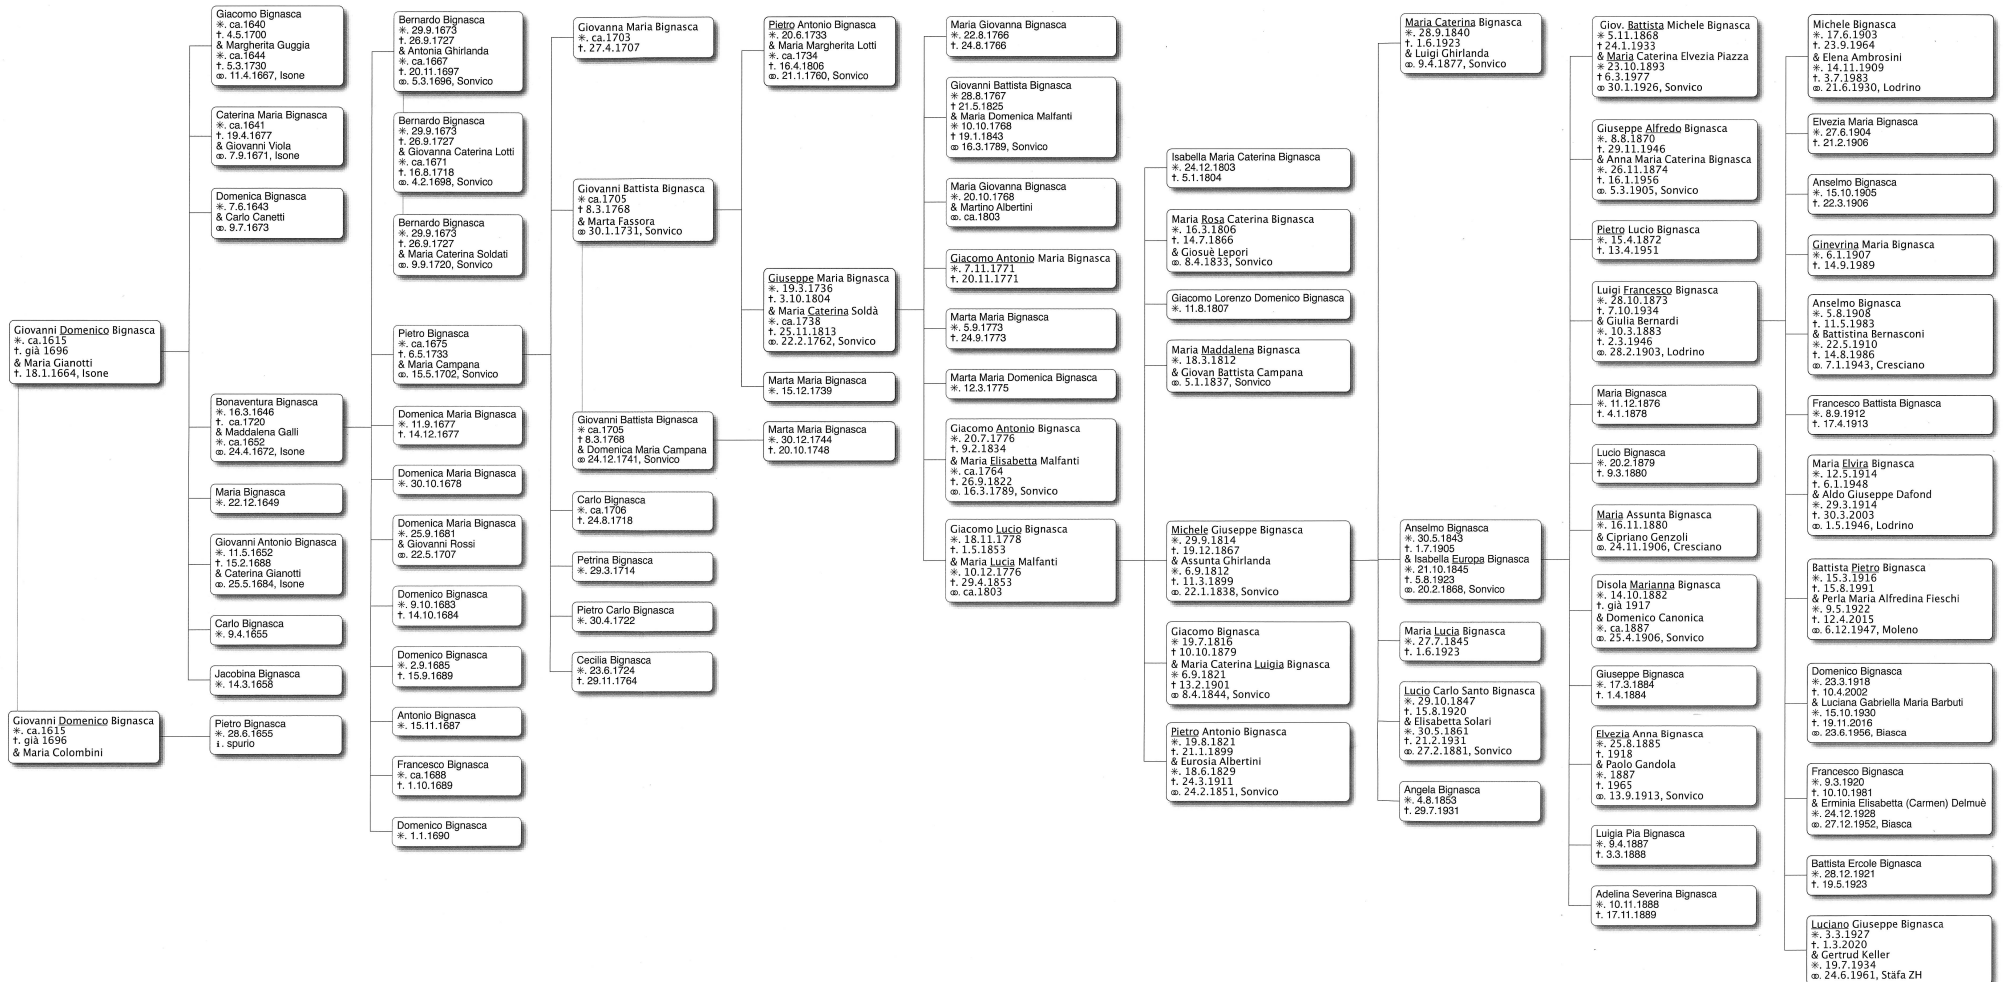 Giovanni Domenico Bignasca
✳. ca.1615
†. già 1696
& Maria Gianotti
†. 18.1.1664, Isone
Giovanni Domenico Bignasca
✳. ca.1615
†. già 1696
& Maria Colombini
Giacomo Bignasca
✳. ca.1640
†. 4.5.1700
& Margherita Guggia
✳. ca.1644
†. 5.3.1730
⚭. 11.4.1667, Isone
Caterina Maria Bignasca
✳. ca.1641
†. 19.4.1677
& Giovanni Viola
⚭. 7.9.1671, Isone
Domenica Bignasca
✳. 7.6.1643
& Carlo Canetti
⚭. 9.7.1673
Bonaventura Bignasca
✳. 16.3.1646
†. ca.1720
& Maddalena Galli
✳. ca.1652
⚭. 24.4.1672, Isone
Maria Bignasca
✳. 22.12.1649
Giovanni Antonio Bignasca
✳. 11.5.1652
†. 15.2.1688
& Caterina Gianotti
⚭. 25.5.1684, Isone
Carlo Bignasca
✳. 9.4.1655
Jacobina Bignasca
✳. 14.3.1658
Pietro Bignasca
✳. 28.6.1655
i. spurio
Bernardo Bignasca
✳. 29.9.1673
†. 26.9.1727
& Antonia Ghirlanda
✳. ca.1667
†. 20.11.1697
⚭. 5.3.1696, Sonvico
Bernardo Bignasca
✳. 29.9.1673
†. 26.9.1727
& Giovanna Caterina Lotti
✳. ca.1671
†. 16.8.1718
⚭. 4.2.1698, Sonvico
Bernardo Bignasca
✳. 29.9.1673
†. 26.9.1727
& Maria Caterina Soldati
⚭. 9.9.1720, Sonvico
Pietro Bignasca
✳. ca.1675
†. 6.5.1733
& Maria Campana
⚭. 15.5.1702, Sonvico
Domenica Maria Bignasca
✳. 11.9.1677
†. 14.12.1677
Domenica Maria Bignasca
✳. 30.10.1678
Domenica Maria Bignasca
✳. 25.9.1681
& Giovanni Rossi
⚭. 22.5.1707
Domenico Bignasca
✳. 9.10.1683
†. 14.10.1684
Domenico Bignasca
✳. 2.9.1685
†. 15.9.1689
Antonio Bignasca
✳. 15.11.1687
Francesco Bignasca
✳. ca.1688
†. 1.10.1689
Domenico Bignasca
✳. 1.1.1690
Giovanna Maria Bignasca
✳. ca.1703
†. 27.4.1707
Giovanni Battista Bignasca
✳ ca.1705
† 8.3.1768
& Marta Fassora
⚭ 30.1.1731, Sonvico
Giovanni Battista Bignasca
✳ ca.1705
† 8.3.1768
& Domenica Maria Campana
⚭ 24.12.1741, Sonvico
Carlo Bignasca
✳. ca.1706
†. 24.8.1718
Petrina Bignasca
✳. 29.3.1714
Pietro Carlo Bignasca
✳. 30.4.1722
Cecilia Bignasca
✳. 23.6.1724
†. 29.11.1764
Pietro Antonio Bignasca
✳. 20.6.1733
& Maria Margherita Lotti
✳. ca.1734
†. 16.4.1806
⚭. 21.1.1760, Sonvico
Giuseppe Maria Bignasca
✳. 19.3.1736
†. 3.10.1804
& Maria Caterina Soldà
✳. ca.1738
†. 25.11.1813
⚭. 22.2.1762, Sonvico
Marta Maria Bignasca
✳. 15.12.1739
Marta Maria Bignasca
✳. 30.12.1744
†. 20.10.1748
Maria Giovanna Bignasca
✳. 22.8.1766
†. 24.8.1766
Giovanni Battista Bignasca
✳ 28.8.1767
† 21.5.1825
& Maria Domenica Malfanti
✳ 10.10.1768
† 19.1.1843
⚭ 16.3.1789, Sonvico
Maria Giovanna Bignasca
✳. 20.10.1768
& Martino Albertini
⚭. ca.1803
Giacomo Antonio Maria Bignasca
✳. 7.11.1771
†. 20.11.1771
Marta Maria Bignasca
✳. 5.9.1773
†. 24.9.1773
Marta Maria Domenica Bignasca
✳. 12.3.1775
Giacomo Antonio Bignasca
✳. 20.7.1776
†. 9.2.1834
& Maria Elisabetta Malfanti
✳. ca.1764
†. 26.9.1822
⚭. 16.3.1789, Sonvico
Giacomo Lucio Bignasca
✳. 18.11.1778
†. 1.5.1853
& Maria Lucia Malfanti
✳. 10.12.1776
†. 29.4.1853
⚭. ca.1803
Isabella Maria Caterina Bignasca
✳. 24.12.1803
†. 5.1.1804
Maria Rosa Caterina Bignasca
✳. 16.3.1806
†. 14.7.1866
& Giosuè Lepori
⚭. 8.4.1833, Sonvico
Giacomo Lorenzo Domenico Bignasca
✳. 11.8.1807
Maria Maddalena Bignasca
✳. 18.3.1812
& Giovan Battista Campana
⚭. 5.1.1837, Sonvico
Michele Giuseppe Bignasca
✳. 29.9.1814
†. 19.12.1867
& Assunta Ghirlanda
✳. 6.9.1812
†. 11.3.1899
⚭. 22.1.1838, Sonvico
Giacomo Bignasca
✳ 19.7.1816
† 10.10.1879
& Maria Caterina Luigia Bignasca
✳ 6.9.1821
† 13.2.1901
⚭ 8.4.1844, Sonvico
Pietro Antonio Bignasca
✳. 19.8.1821
†. 21.1.1899
& Eurosia Albertini
✳. 18.6.1829
†. 24.3.1911
⚭. 24.2.1851, Sonvico
Maria Caterina Bignasca
✳. 28.9.1840
†. 1.6.1923
& Luigi Ghirlanda
⚭. 9.4.1877, Sonvico
Anselmo Bignasca
✳. 30.5.1843
†. 1.7.1905
& Isabella Europa Bignasca
✳. 21.10.1845
†. 5.8.1923
⚭. 20.2.1868, Sonvico
Maria Lucia Bignasca
✳. 27.7.1845
†. 1.6.1923
Lucio Carlo Santo Bignasca
✳. 29.10.1847
†. 15.8.1920
& Elisabetta Solari
✳. 30.5.1861
†. 21.2.1931
⚭. 27.2.1881, Sonvico
Angela Bignasca
✳. 4.8.1853
†. 29.7.1931
Giov. Battista Michele Bignasca
✳ 5.11.1868
† 24.1.1933
& Maria Caterina Elvezia Piazza
✳ 23.10.1893
† 6.3.1977
⚭ 30.1.1926, Sonvico
Giuseppe Alfredo Bignasca
✳. 8.8.1870
†. 29.11.1946
& Anna Maria Caterina Bignasca
✳. 26.11.1874
†. 16.1.1956
⚭. 5.3.1905, Sonvico
Pietro Lucio Bignasca
✳. 15.4.1872
†. 13.4.1951
Luigi Francesco Bignasca
✳. 28.10.1873
†. 7.10.1934
& Giulia Bernardi
✳. 10.3.1883
†. 2.3.1946
⚭. 28.2.1903, Lodrino
Maria Bignasca
✳. 11.12.1876
†. 4.1.1878
Lucio Bignasca
✳. 20.2.1879
†. 9.3.1880
Maria Assunta Bignasca
✳. 16.11.1880
& Cipriano Genzoli
⚭. 24.11.1906, Cresciano
Disola Marianna Bignasca
✳. 14.10.1882
†. già 1917
& Domenico Canonica
✳. ca.1887
⚭. 25.4.1906, Sonvico
Giuseppe Bignasca
✳. 17.3.1884
†. 1.4.1884
Elvezia Anna Bignasca
✳. 25.8.1885
†. 1918
& Paolo Gandola
✳. 1887
†. 1965
⚭. 13.9.1913, Sonvico
Luigia Pia Bignasca
✳. 9.4.1887
†. 3.3.1888
Adelina Severina Bignasca
✳. 10.11.1888
†. 17.11.1889
Michele Bignasca
✳. 17.6.1903
†. 23.9.1964
& Elena Ambrosini
✳. 14.11.1909
†. 3.7.1983
⚭. 21.6.1930, Lodrino
Elvezia Maria Bignasca
✳. 27.6.1904
†. 21.2.1906
Anselmo Bignasca
✳. 15.10.1905
†. 22.3.1906
Ginevrina Maria Bignasca
✳. 6.1.1907
†. 14.9.1989
Anselmo Bignasca
✳. 5.8.1908
†. 11.5.1983
& Battistina Bernasconi
✳. 22.5.1910
†. 14.8.1986
⚭. 7.1.1943, Cresciano
Francesco Battista Bignasca
✳. 8.9.1912
†. 17.4.1913
Maria Elvira Bignasca
✳. 12.5.1914
†. 6.1.1948
& Aldo Giuseppe Dafond
✳. 29.3.1914
†. 30.3.2003
⚭. 1.5.1946, Lodrino
Battista Pietro Bignasca
✳. 15.3.1916
†. 15.8.1991
& Perla Maria Alfredina Fieschi
✳. 9.5.1922
†. 12.4.2015
⚭. 6.12.1947, Moleno
Domenico Bignasca
✳. 23.3.1918
†. 10.4.2002
& Luciana Gabriella Maria Barbuti
✳. 15.10.1930
†. 19.11.2016
⚭. 23.6.1956, Biasca
Francesco Bignasca
✳. 9.3.1920
†. 10.10.1981
& Erminia Elisabetta (Carmen) Delmuè
✳. 24.12.1928
⚭. 27.12.1952, Biasca
Battista Ercole Bignasca
✳. 28.12.1921
†. 19.5.1923
Luciano Giuseppe Bignasca
✳. 3.3.1927
†. 1.3.2020
& Gertrud Keller
✳. 19.7.1934
⚭. 24.6.1961, Stäfa ZH